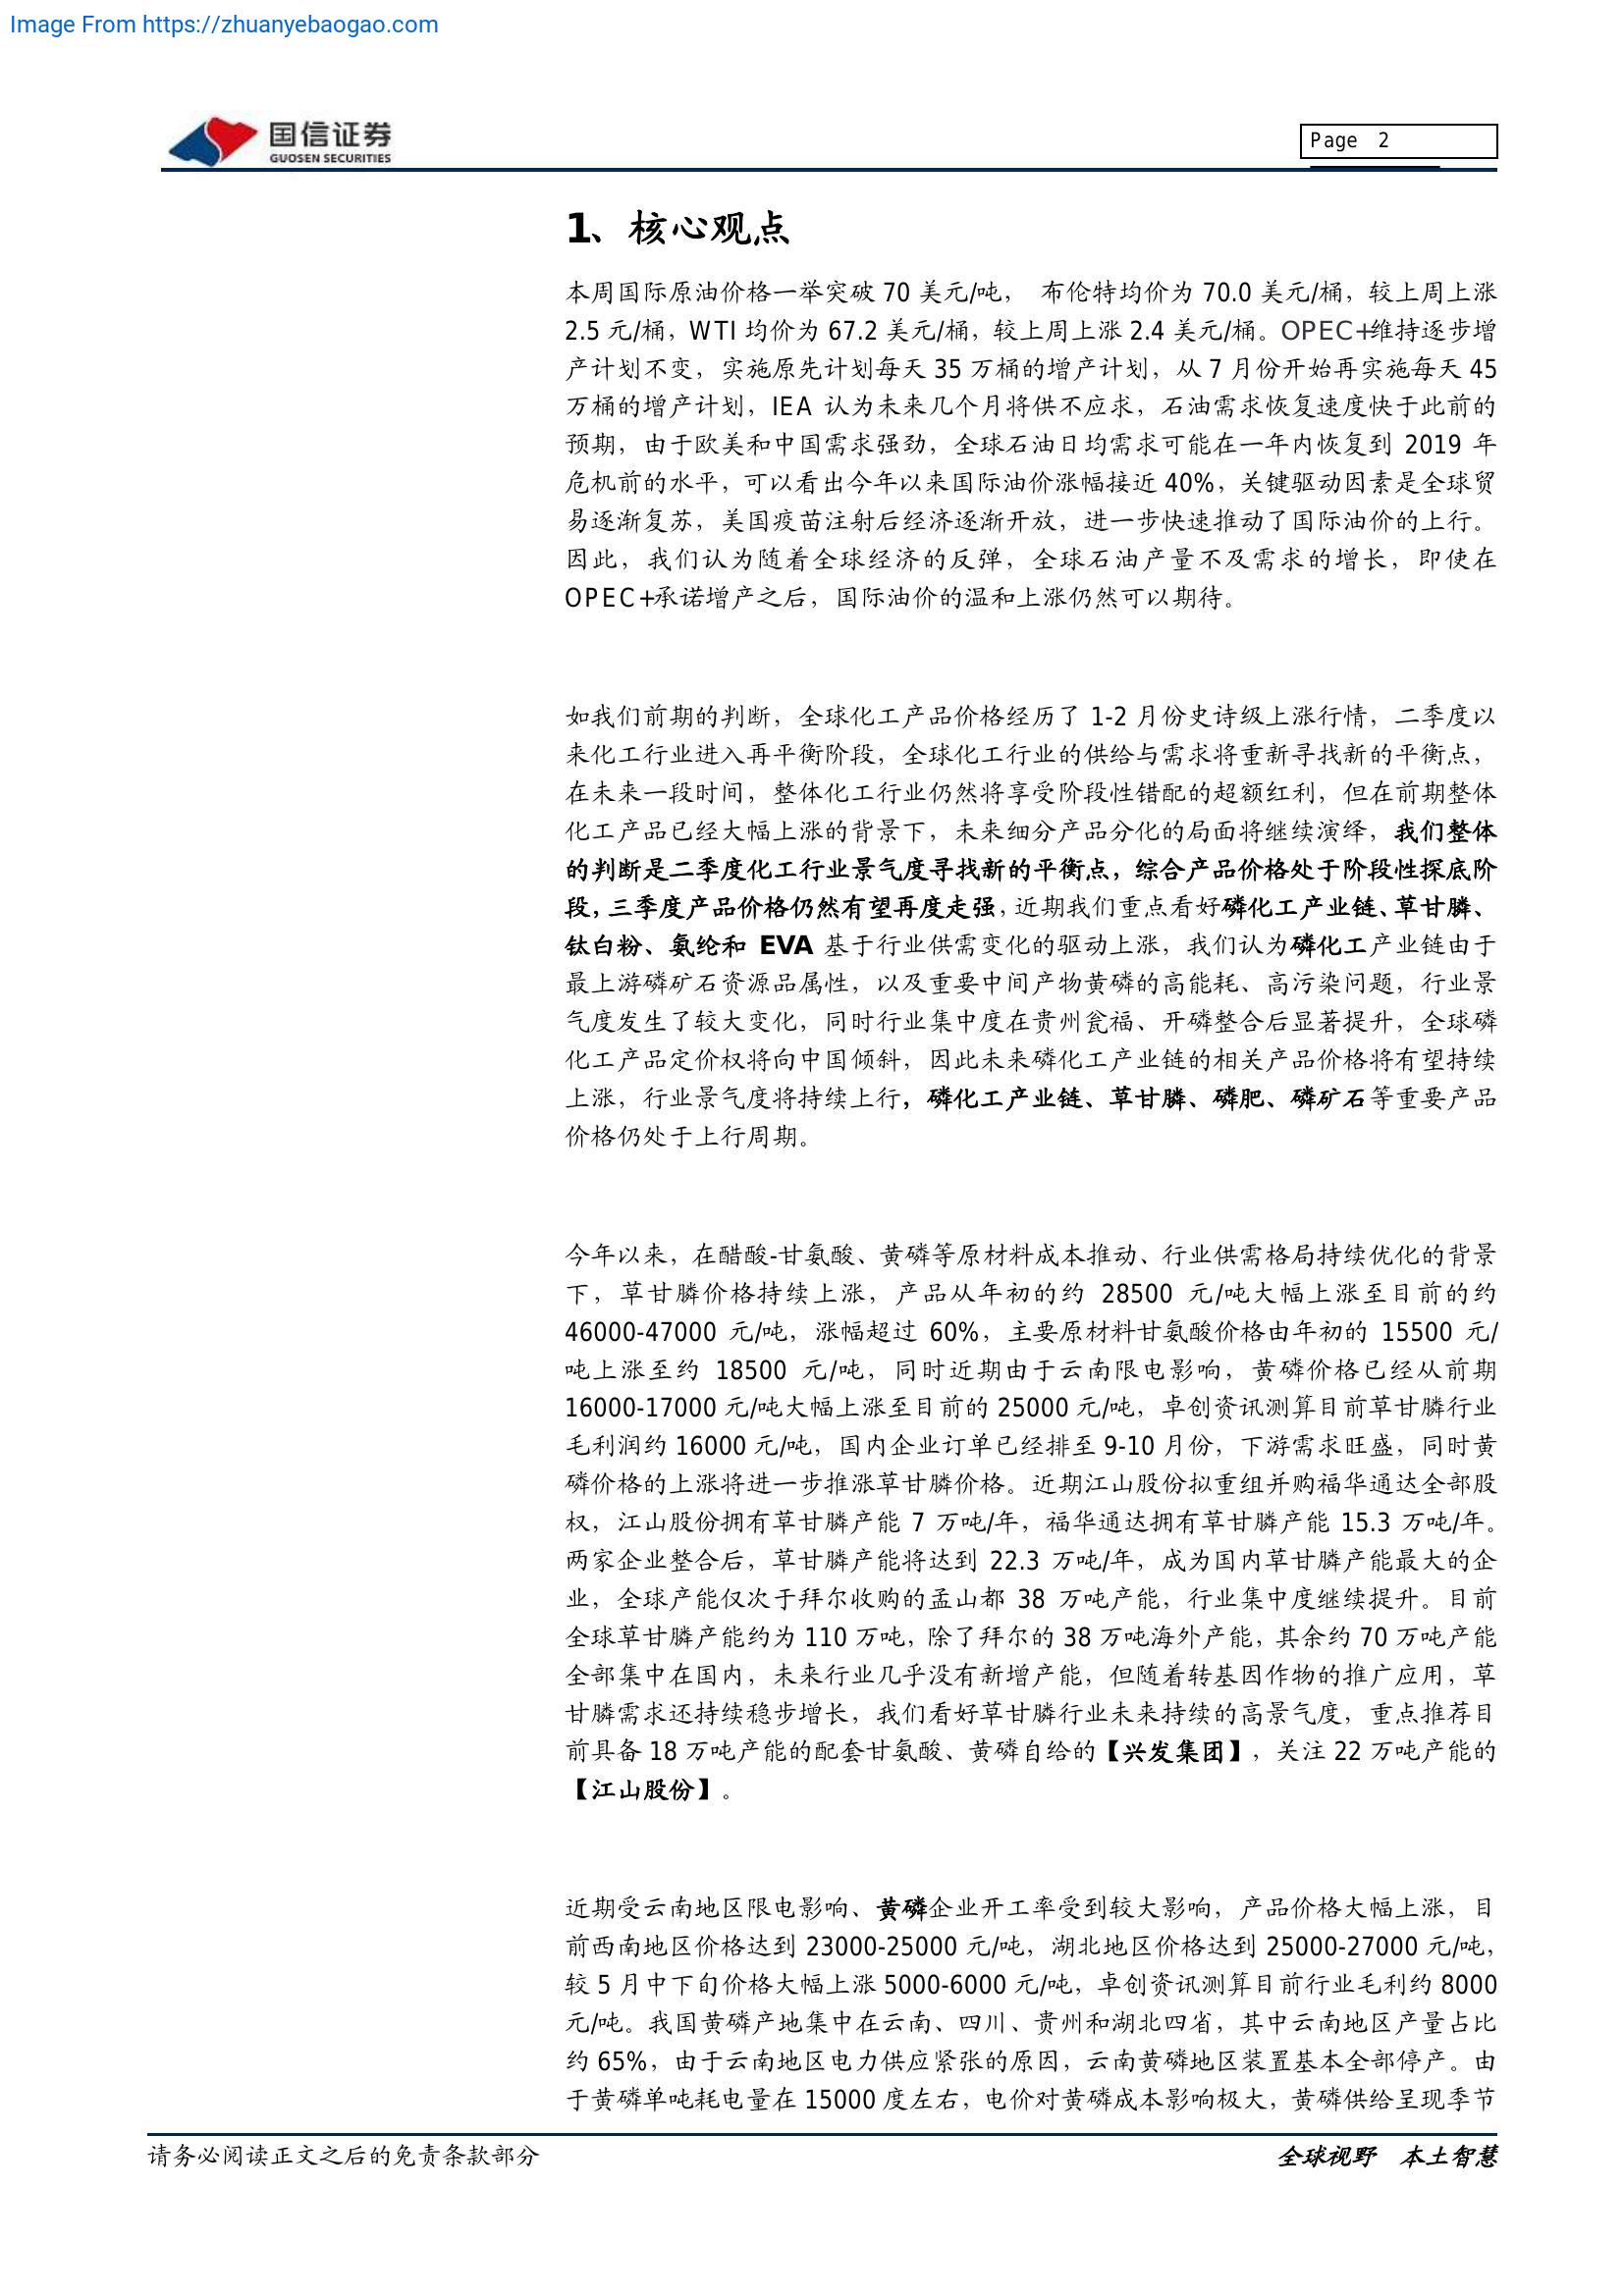 Image From https://zhuanyebaogao.com
国信证券
GUOSEN SECURITIES
Page 2
1、核心观点
本周国际原油价格一举突破 70 美元/吨， 布伦特均价为 70.0 美元/桶，较上周上涨
2.5 元/桶，WTI 均价为 67.2 美元/桶，较上周上涨 2.4 美元/桶。OPEC+维持逐步增
产计划不变，实施原先计划每天 35 万桶的增产计划，从 7 月份开始再实施每天 45
万桶的增产计划，IEA 认为未来几个月将供不应求，石油需求恢复速度快于此前的
预期，由于欧美和中国需求强劲，全球石油日均需求可能在一年内恢复到 2019 年
危机前的水平，可以看出今年以来国际油价涨幅接近 40%，关键驱动因素是全球贸
易逐渐复苏，美国疫苗注射后经济逐渐开放，进一步快速推动了国际油价的上行。
因此，我们认为随着全球经济的反弹，全球石油产量不及需求的增长，即使在
OPEC+承诺增产之后，国际油价的温和上涨仍然可以期待。
如我们前期的判断，全球化工产品价格经历了 1-2 月份史诗级上涨行情，二季度以
来化工行业进入再平衡阶段，全球化工行业的供给与需求将重新寻找新的平衡点，
在未来一段时间，整体化工行业仍然将享受阶段性错配的超额红利，但在前期整体
化工产品已经大幅上涨的背景下，未来细分产品分化的局面将继续演绎，我们整体
的判断是二季度化工行业景气度寻找新的平衡点，综合产品价格处于阶段性探底阶
段，三季度产品价格仍然有望再度走强，近期我们重点看好磷化工产业链、草甘膦、
钛白粉、氨纶和 EVA 基于行业供需变化的驱动上涨，我们认为磷化工产业链由于
最上游磷矿石资源品属性，以及重要中间产物黄磷的高能耗、高污染问题，行业景
气度发生了较大变化，同时行业集中度在贵州瓮福、开磷整合后显著提升，全球磷
化工产品定价权将向中国倾斜，因此未来磷化工产业链的相关产品价格将有望持续
上涨，行业景气度将持续上行，磷化工产业链、草甘膦、磷肥、磷矿石等重要产品
价格仍处于上行周期。
今年以来，在醋酸-甘氨酸、黄磷等原材料成本推动、行业供需格局持续优化的背景
下，草甘膦价格持续上涨，产品从年初的约 28500 元/吨大幅上涨至目前的约
46000-47000 元/吨，涨幅超过 60%，主要原材料甘氨酸价格由年初的 15500 元/
吨上涨至约 18500 元/吨，同时近期由于云南限电影响，黄磷价格已经从前期
16000-17000 元/吨大幅上涨至目前的 25000 元/吨，卓创资讯测算目前草甘膦行业
毛利润约 16000 元/吨，国内企业订单已经排至 9-10 月份，下游需求旺盛，同时黄
磷价格的上涨将进一步推涨草甘膦价格。近期江山股份拟重组并购福华通达全部股
权，江山股份拥有草甘膦产能 7 万吨/年，福华通达拥有草甘膦产能 15.3 万吨/年。
两家企业整合后，草甘膦产能将达到 22.3 万吨/年，成为国内草甘膦产能最大的企
业，全球产能仅次于拜尔收购的孟山都 38 万吨产能，行业集中度继续提升。目前
全球草甘膦产能约为 110 万吨，除了拜尔的 38 万吨海外产能，其余约 70 万吨产能
全部集中在国内，未来行业几乎没有新增产能，但随着转基因作物的推广应用，草
甘膦需求还持续稳步增长，我们看好草甘膦行业未来持续的高景气度，重点推荐目
前具备 18 万吨产能的配套甘氨酸、黄磷自给的【兴发集团】，关注 22 万吨产能的
【江山股份】。
近期受云南地区限电影响、黄磷企业开工率受到较大影响，产品价格大幅上涨，目
前西南地区价格达到 23000-25000 元/吨，湖北地区价格达到 25000-27000 元/吨，
较 5 月中下旬价格大幅上涨 5000-6000 元/吨，卓创资讯测算目前行业毛利约 8000
元/吨。我国黄磷产地集中在云南、四川、贵州和湖北四省，其中云南地区产量占比
约 65%，由于云南地区电力供应紧张的原因，云南黄磷地区装置基本全部停产。由
于黄磷单吨耗电量在 15000 度左右，电价对黄磷成本影响极大，黄磷供给呈现季节
请务必阅读正文之后的免责条款部分
全球视野 本土智慧